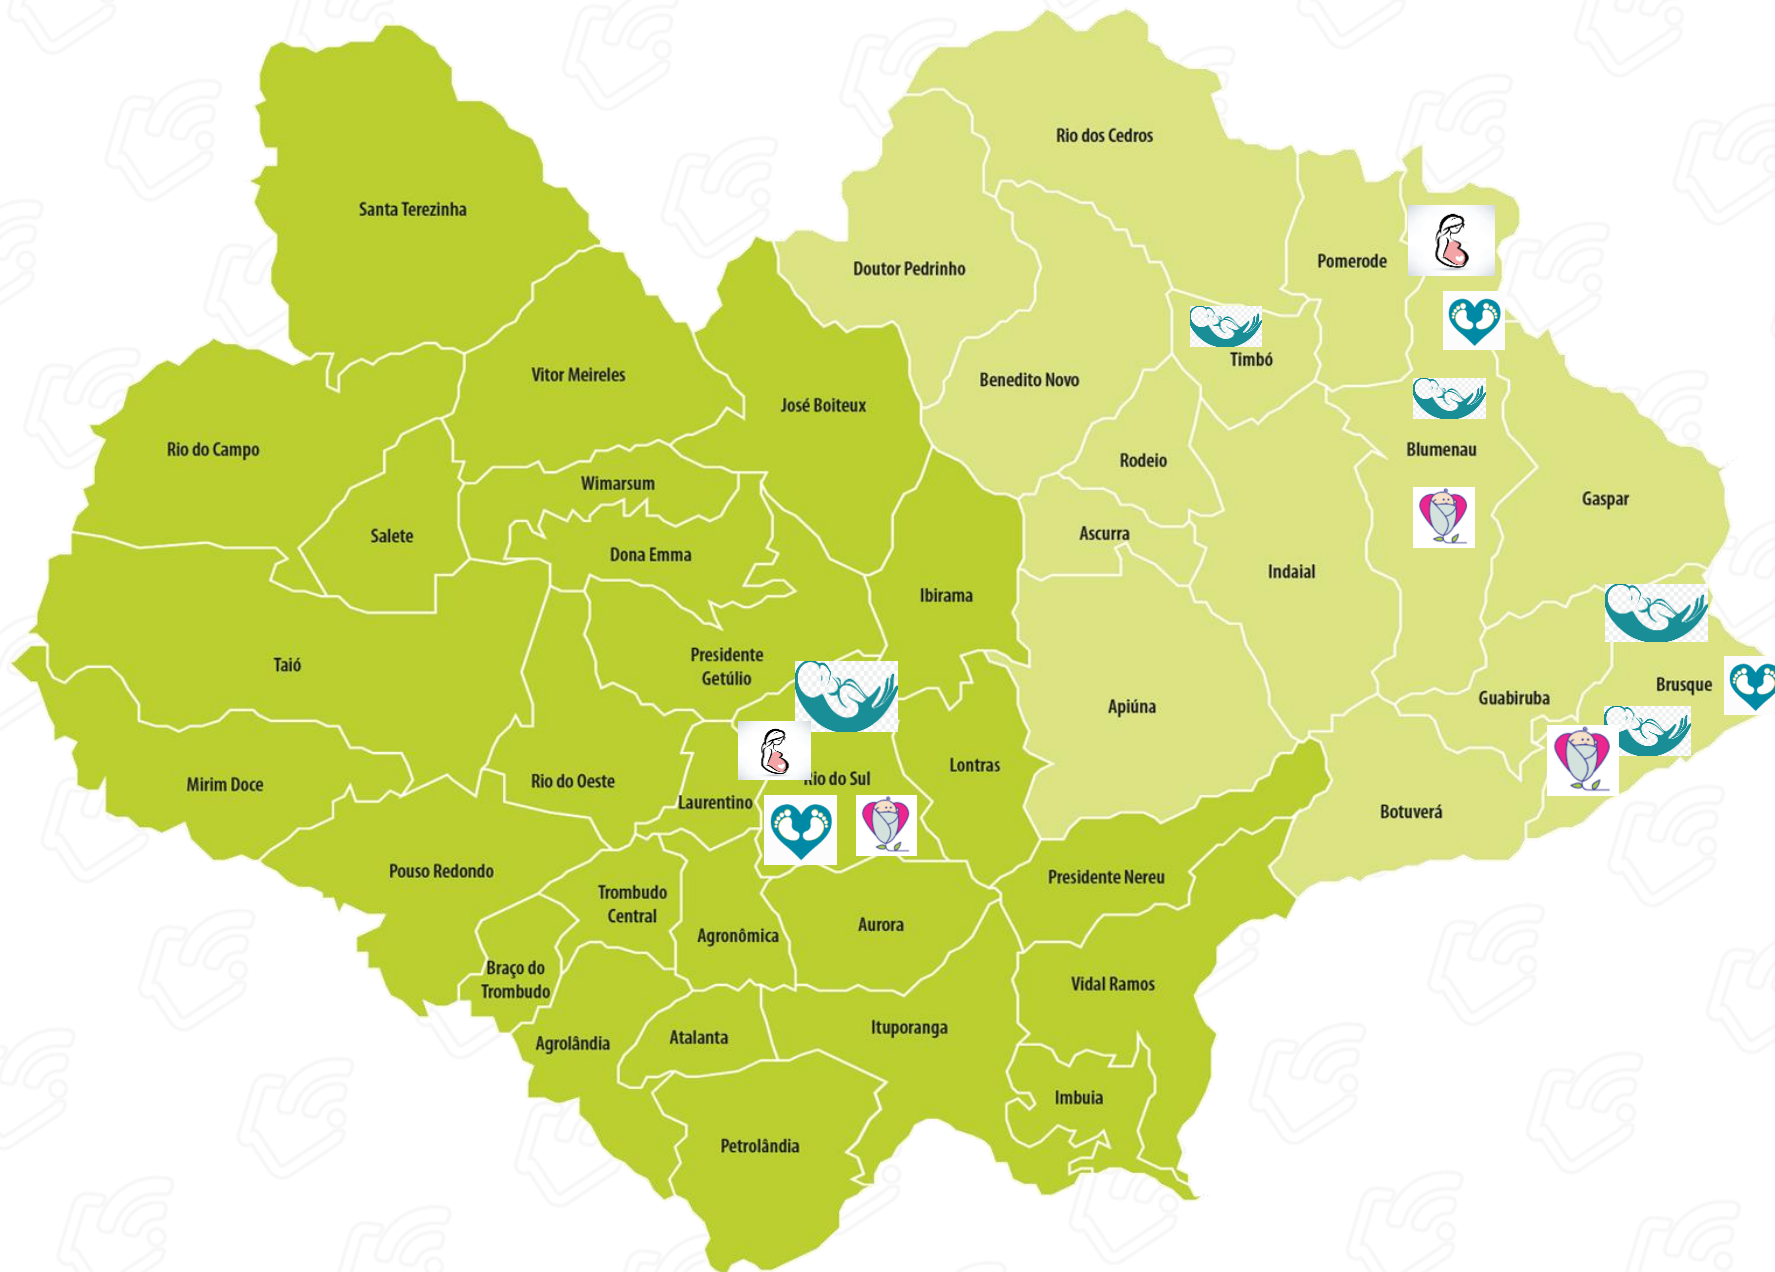 Rio dos Cedros
Santa Terezinha
Pomerode
Doutor Pedrinho
Timbó
Vitor Meireles
Benedito Novo
José Boiteux
Rio do Campo
Blumenau
Rodeio
Wimarsum
Gaspar
Salete
Ascurra
Dona Emma
Indaial
Ibirama
Presidente
Getúlio
Taió
Brusque
Guabiruba
Apiúna
Lontras
Rio do Sul
Rio do Oeste
Mirim Doce
Laurentino
Botuverá
Pouso Redondo
Presidente Nereu
Trombudo
Central
Aurora
Agronômica
Braço do
Trombudo
Vidal Ramos
Ituporanga
Atalanta
Agrolândia
Imbuia
Petrolândia